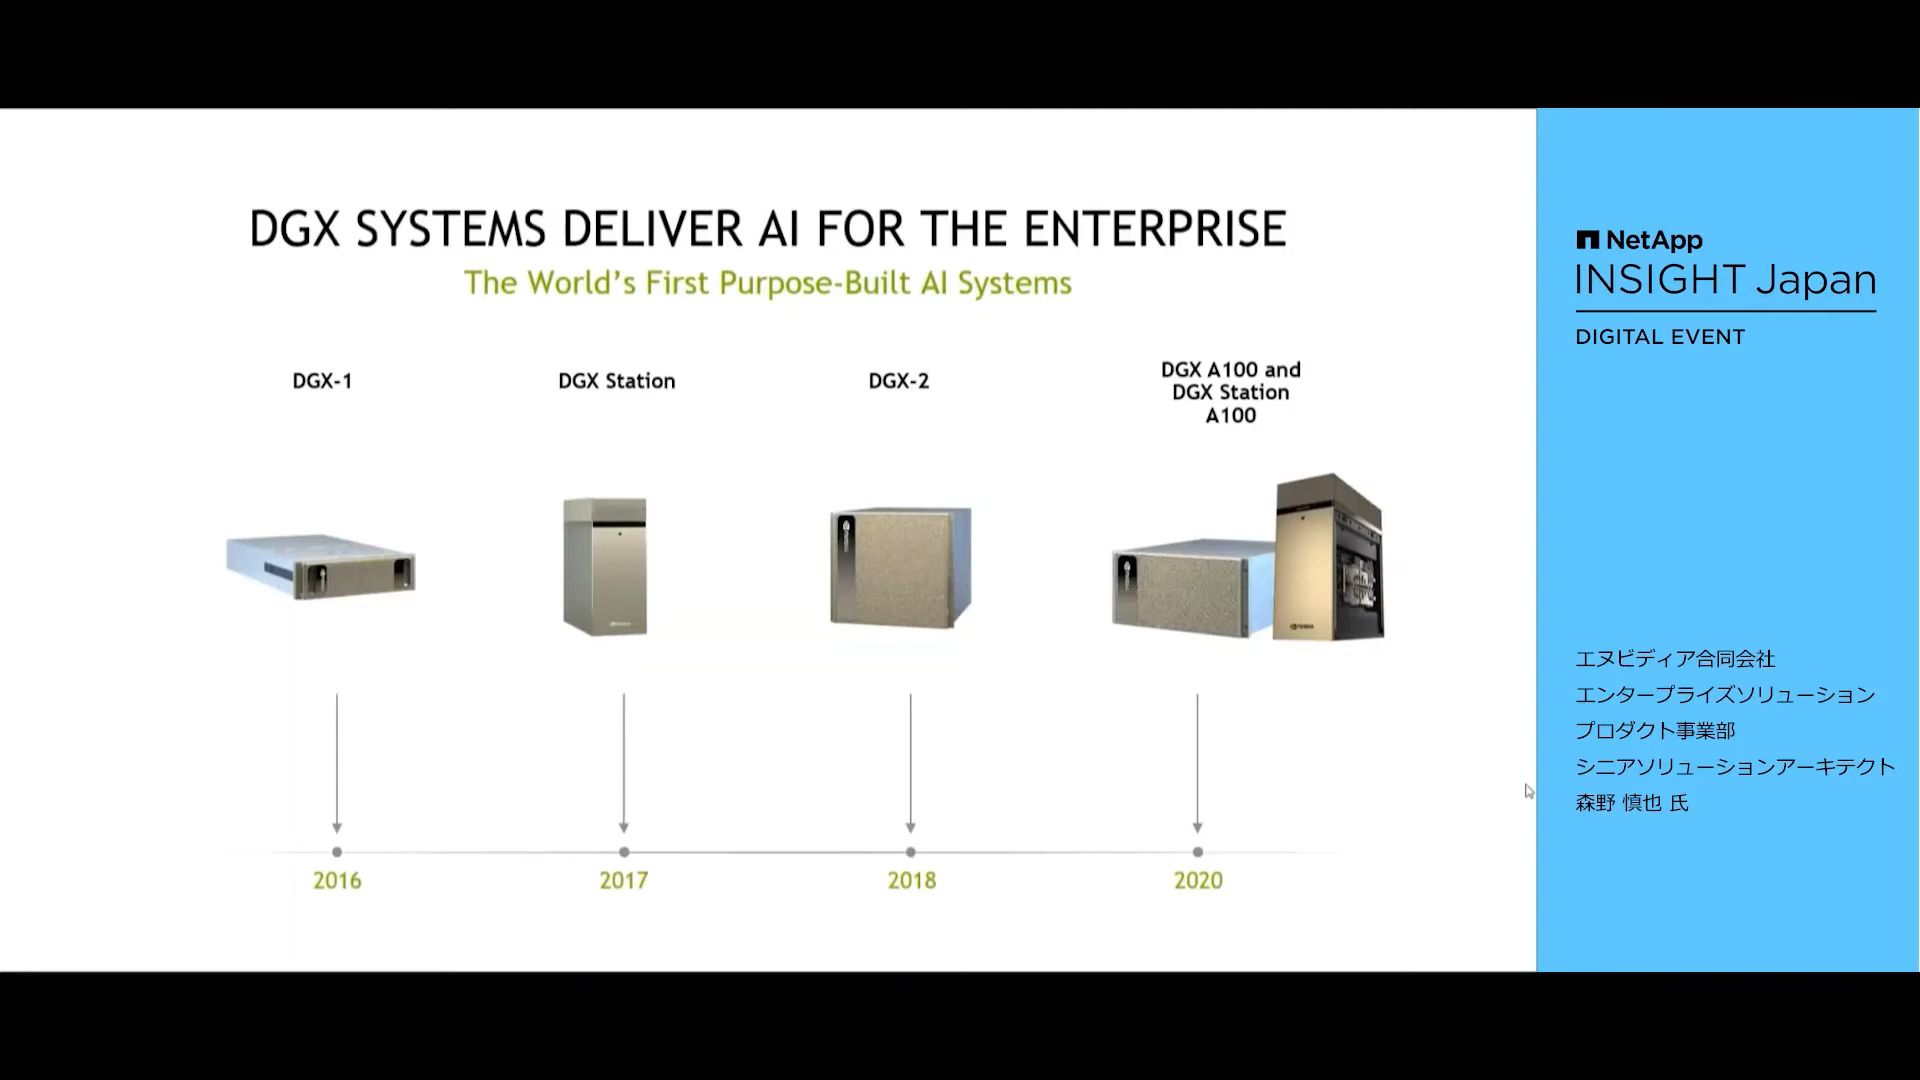 DGX SYSTEMS DELIVER AI FOR THE ENTERPRISE
The World's First Purpose-Built AI Systems
DGX-1
DGX Station
DGX-2
DGX A100 and
DGX Station
A100
2016
2017
2018
2020
NetApp
INSIGHT Japan
DIGITAL EVENT
エヌビディア合同会社
エンタープライズソリューション
プロダクト事業部
シニアソリューションアーキテクト
森野 慎也 氏